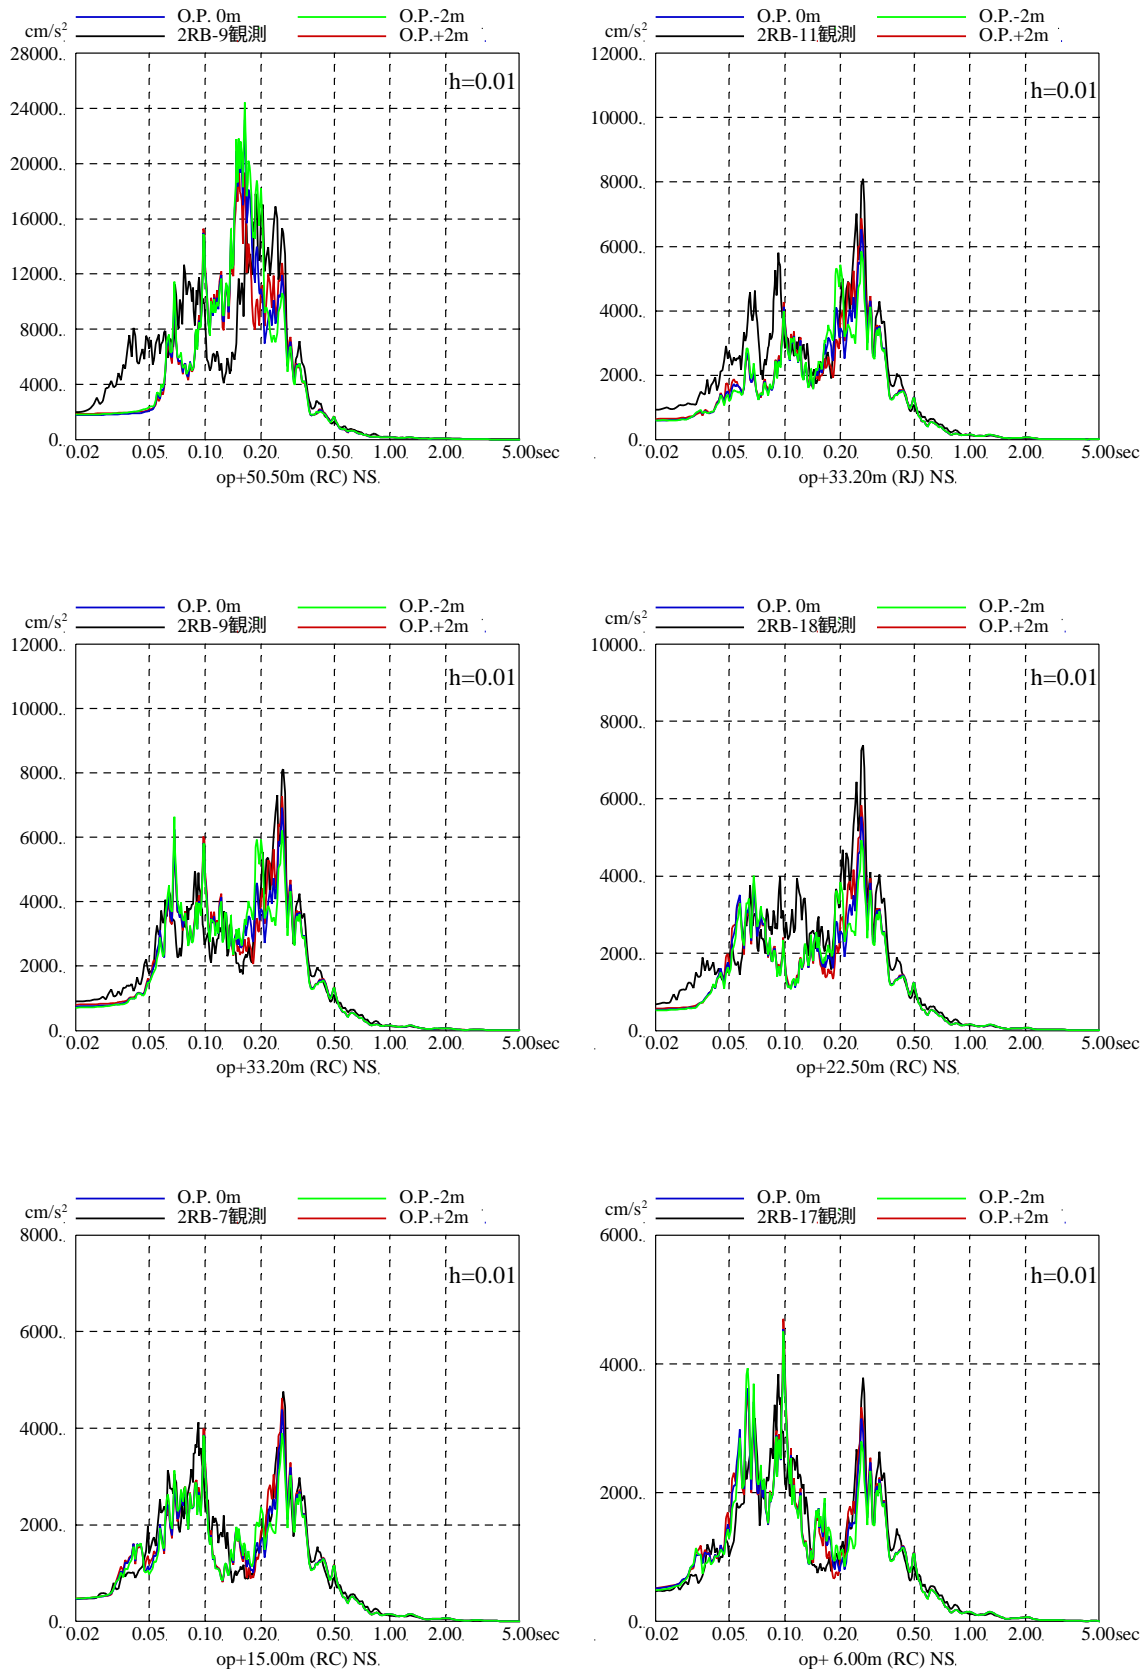 O.P. 0m O.P.-2m
cm/s2 2RB-9観測 O.P.+2m
28000.
h=0.01
24000.
20000.
16000.
12000.
8000.
4000.
0.
0.02 0.05 0.10 0.20 0.50 1.00 2.00 5.00sec
op+50.50m (RC) NS
O.P. 0m O.P.-2m
cm/s2 2RB-11観測 O.P.+2m
12000.
h=0.01
10000.
8000.
6000.
4000.
2000.
0.
0.02 0.05 0.10 0.20 0.50 1.00 2.00 5.00sec
op+33.20m (RJ) NS
O.P. 0m O.P.-2m
cm/s2 2RB-9観測 O.P.+2m
12000.
h=0.01
10000.
8000.
6000.
4000.
2000.
0.
0.02 0.05 0.10 0.20 0.50 1.00 2.00 5.00sec
op+33.20m (RC) NS
O.P. 0m O.P.-2m
cm/s2 2RB-18観測 O.P.+2m
10000.
h=0.01
8000.
6000.
4000.
2000.
0.
0.02 0.05 0.10 0.20 0.50 1.00 2.00 5.00sec
op+22.50m (RC) NS
O.P. 0m O.P.-2m
cm/s2 2RB-7観測 O.P.+2m
8000.
h=0.01
6000.
4000.
2000.
0.
0.02 0.05 0.10 0.20 0.50 1.00 2.00 5.00sec
op+15.00m (RC) NS
O.P. 0m O.P.-2m
cm/s2 2RB-17観測 O.P.+2m
6000.
h=0.01
4000.
2000.
0.
0.02 0.05 0.10 0.20 0.50 1.00 2.00 5.00sec
op+ 6.00m (RC) NS